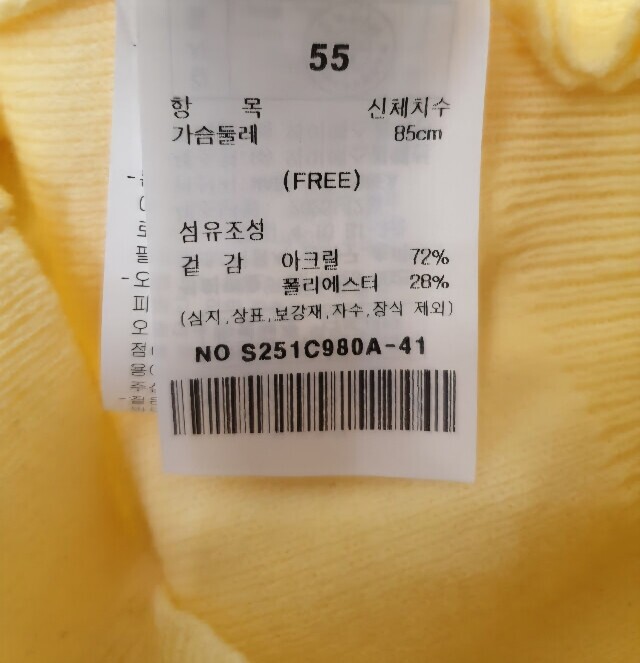 55
항 목 신체치수
가슴둘레 85cm
(FREE)
섬유조성
겉 감 아크릴 72%
폴리에스터 28%
(심지,상표,보강재,자수,장식 제외)
NO S251C980A-41